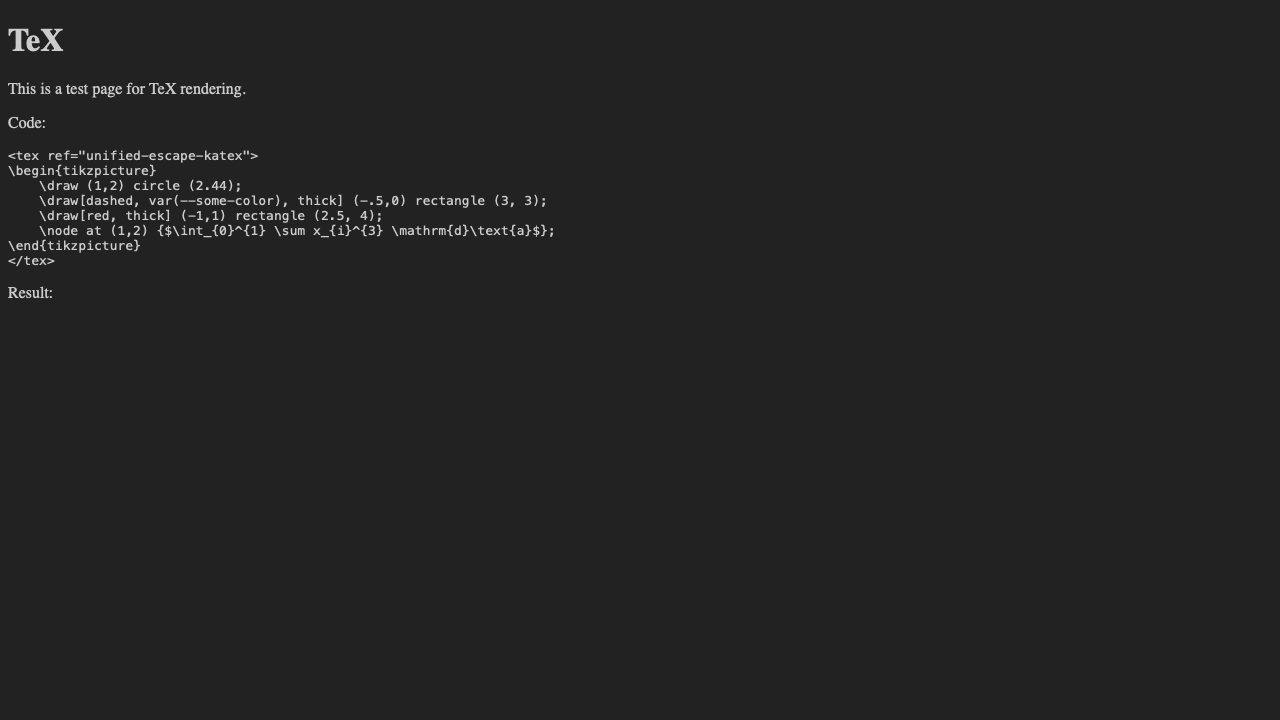 TeX
This is a test page for TeX rendering.
Code:
<tex ref="unified-escape-katex">
\begin{tikzpicture}
    \draw (1,2) circle (2.44);
    \draw[dashed, var(--some-color), thick] (-.5,0) rectangle (3, 3);
    \draw[red, thick] (-1,1) rectangle (2.5, 4);
    \node at (1,2) {$\int_{0}^{1} \sum x_{i}^{3} \mathrm{d}\text{a}$};
\end{tikzpicture}
</tex>
Result: